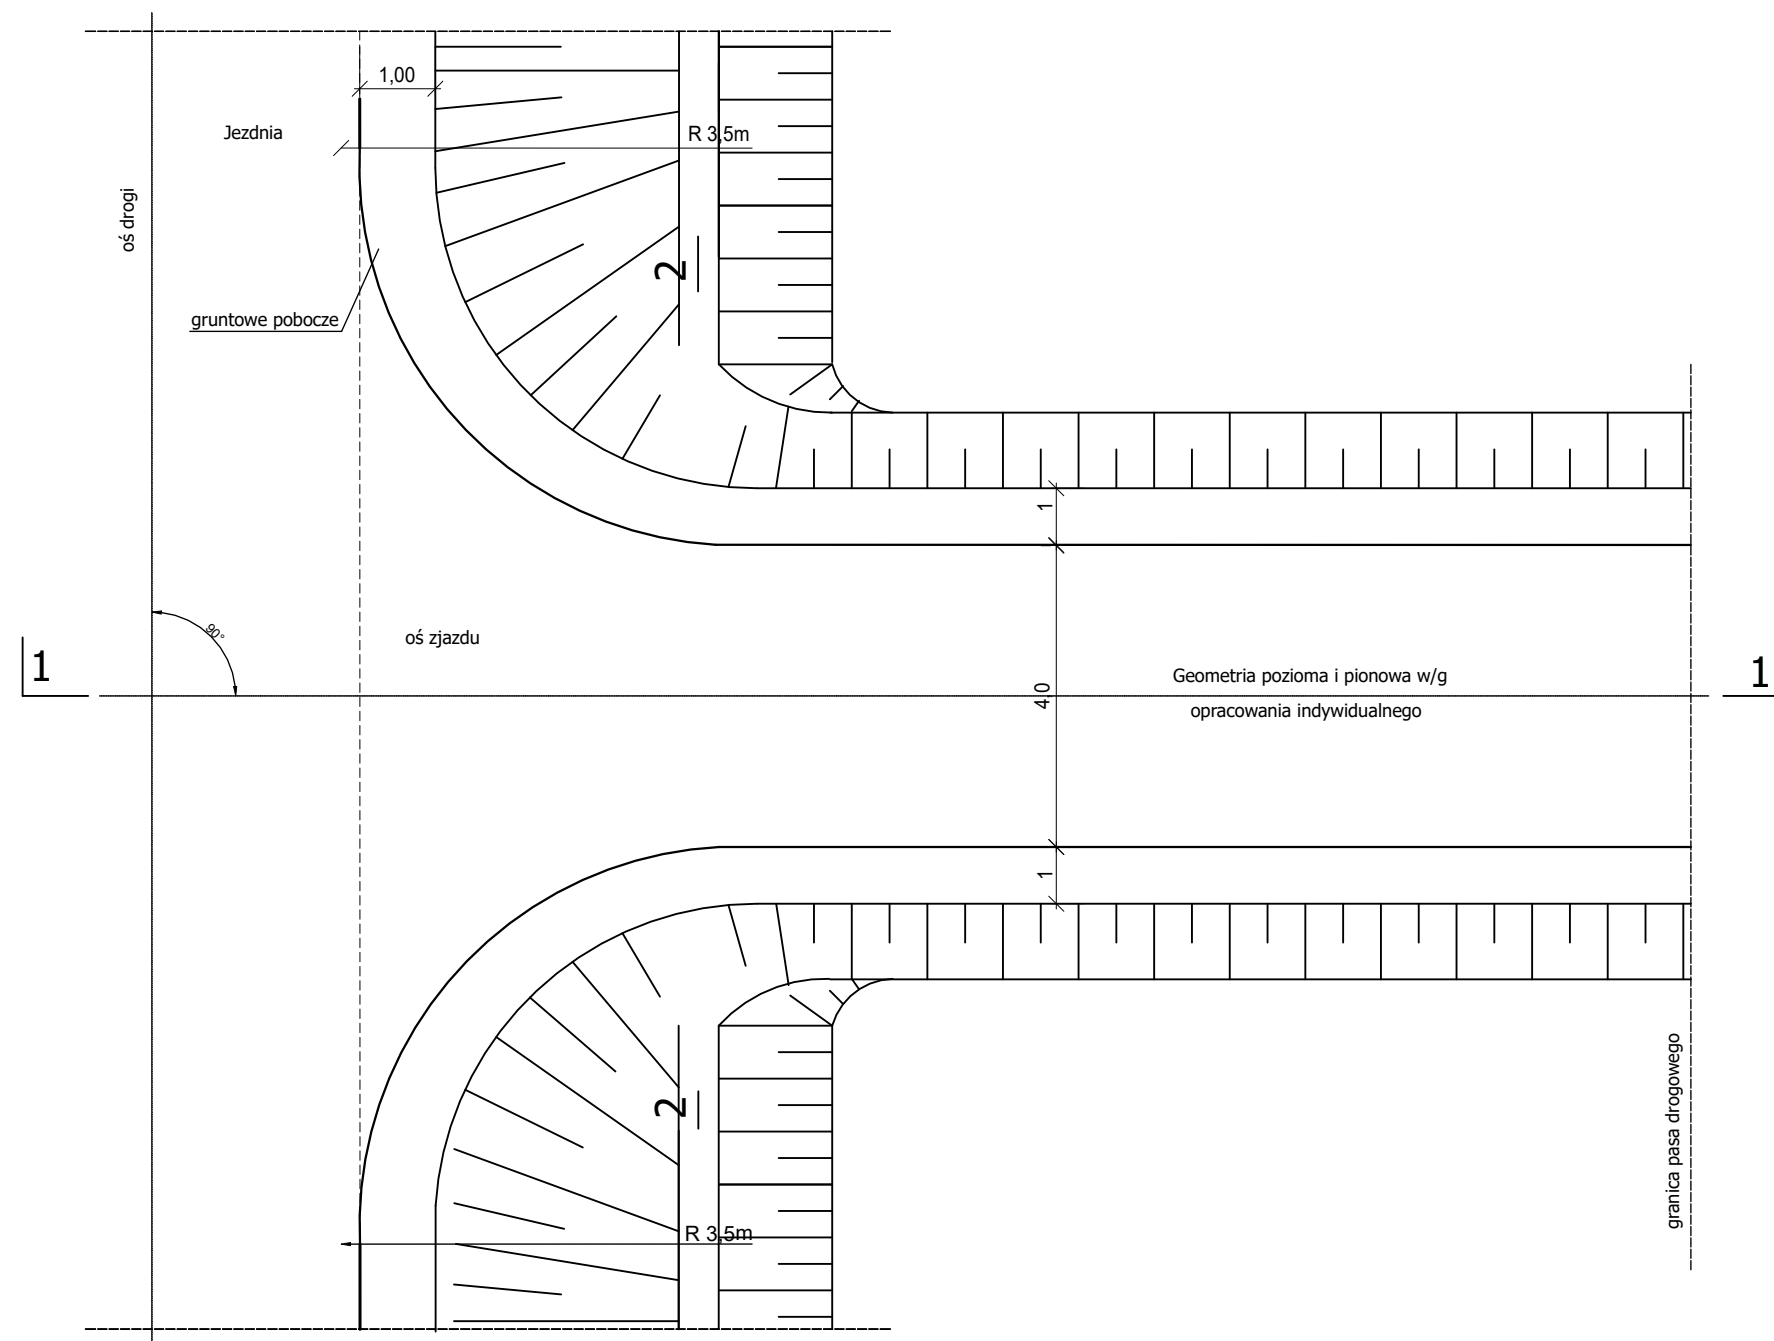 1,00
Jezdnia
R 3,5m
oś drogi
2
gruntowe pobocze
1
90°
oś zjazdu
1
Geometria pozioma i pionowa w/g
1
4,0
opracowania indywidualnego
1
2
granica pasa drogowego
R 3,5m